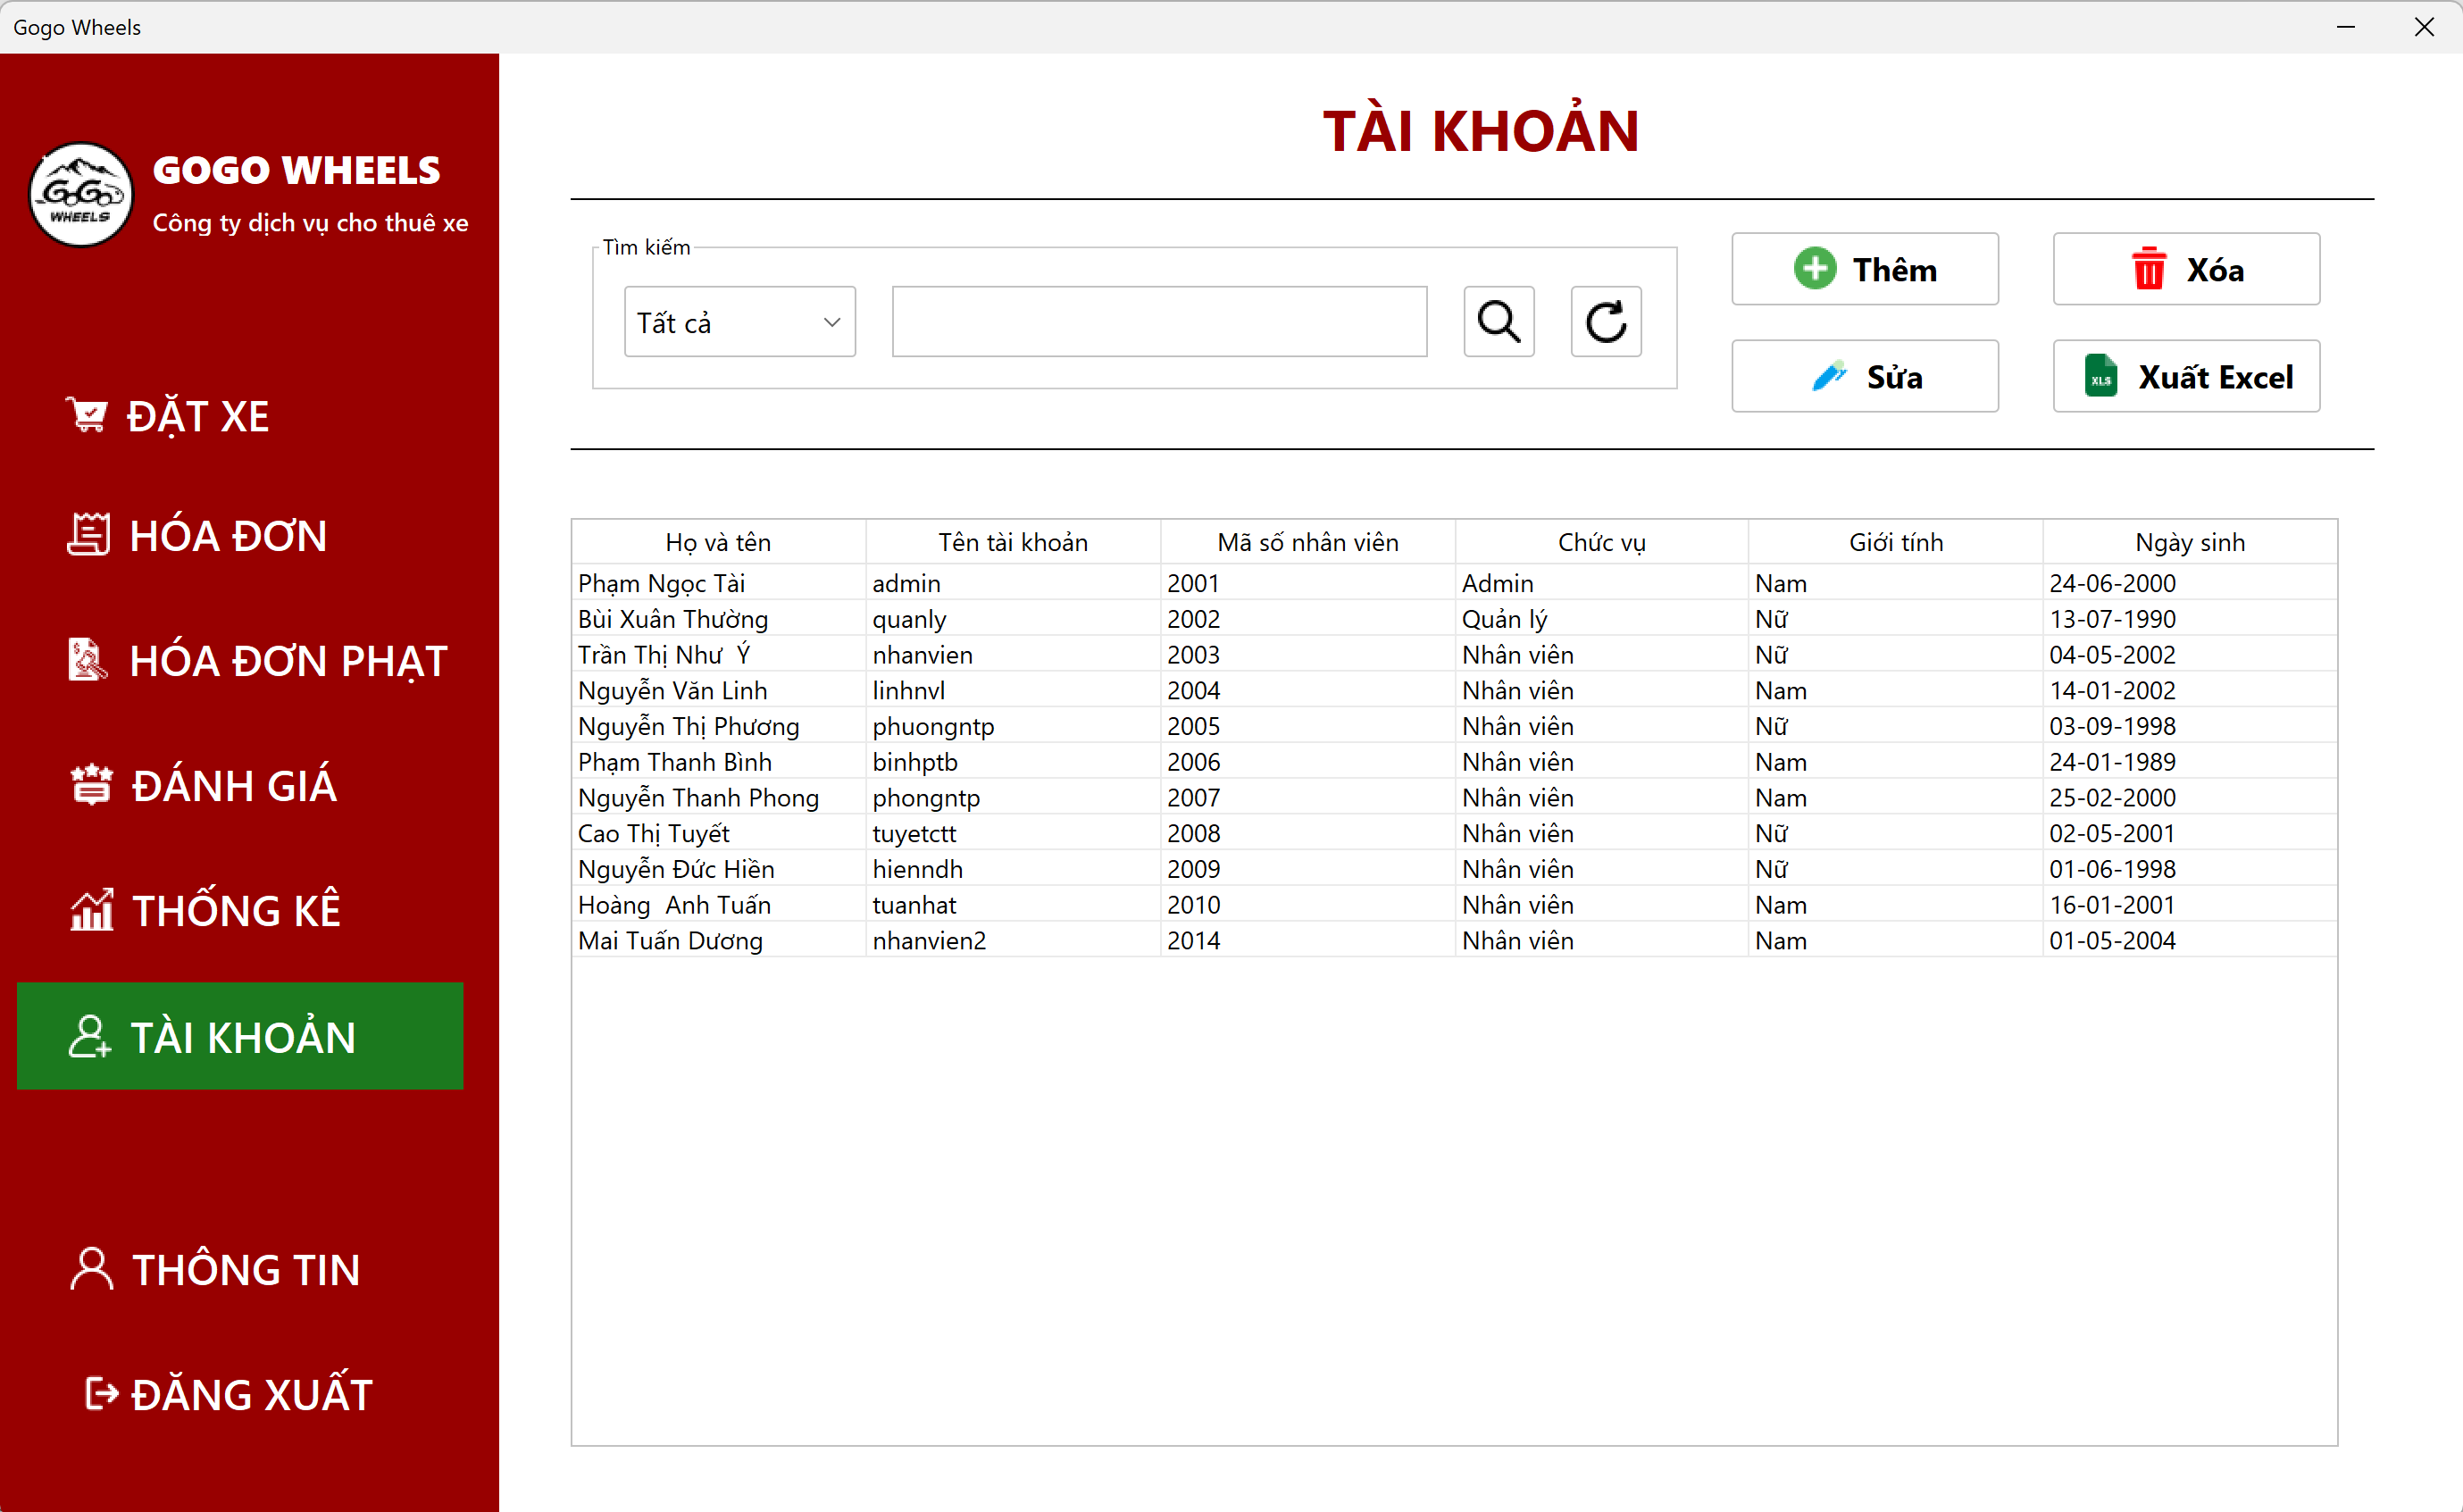 Gogo Wheels
GoGo
WHEELS
GOGO WHEELS
Công ty dịch vụ cho thuê xe
ĐẶT XE
HÓA ĐƠN
HÓA ĐƠN PHẠT
ĐÁNH GIÁ
THỐNG KÊ
TÀI KHOẢN
THÔNG TIN
ĐĂNG XUẤT
TÀI KHOẢN
Tìm kiếm
Tất cả
Thêm
Xóa
Sửa
XLS
Xuất Excel
Họ và tên Tên tài khoản Mã số nhân viên Chức vụ Giới tính Ngày sinh
Phạm Ngọc Tài admin 2001 Admin Nam 24-06-2000
Bùi Xuân Thường quanly 2002 Quản lý Nữ 13-07-1990
Trần Thị Như  Ý nhanvien 2003 Nhân viên Nữ 04-05-2002
Nguyễn Văn Linh linhnvl 2004 Nhân viên Nam 14-01-2002
Nguyễn Thị Phương phuongntp 2005 Nhân viên Nữ 03-09-1998
Phạm Thanh Bình binhptb 2006 Nhân viên Nam 24-01-1989
Nguyễn Thanh Phong phongntp 2007 Nhân viên Nam 25-02-2000
Cao Thị Tuyết tuyetctt 2008 Nhân viên Nữ 02-05-2001
Nguyễn Đức Hiền hienndh 2009 Nhân viên Nữ 01-06-1998
Hoàng  Anh Tuấn tuanhat 2010 Nhân viên Nam 16-01-2001
Mai Tuấn Dương nhanvien2 2014 Nhân viên Nam 01-05-2004